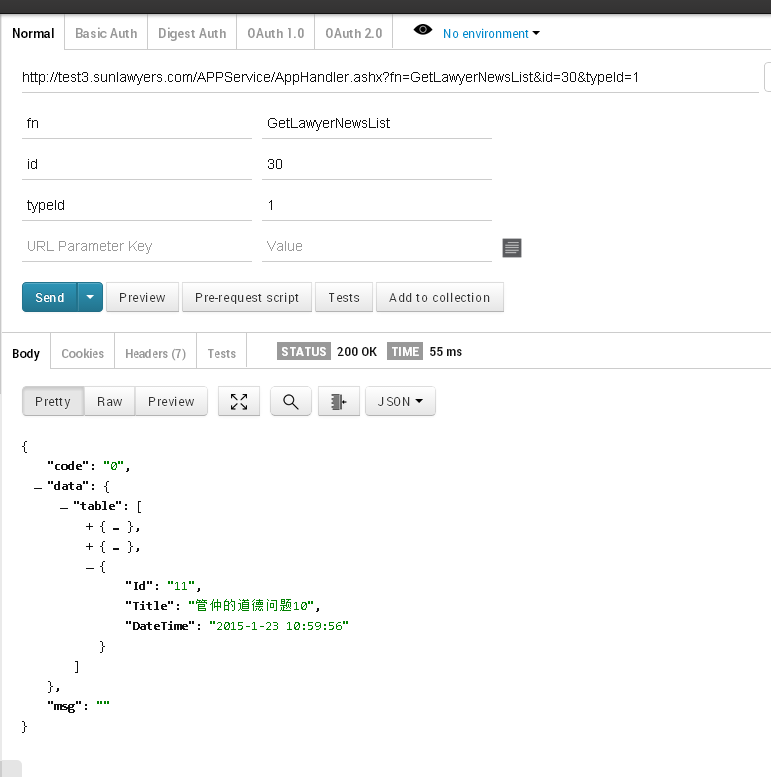 Normal Basic Auth Digest Auth OAuth 1.0 OAuth 2.0 No environment
http://test3.sunlawyers.com/APPService/AppHandler.ashx?fn=GetLawyerNewsList&id=30&typeId=1
fn GetLawyerNewsList
id 30
typeId 1
URL Parameter Key Value
Send Preview Pre-request script Tests Add to collection
Body Cookies Headers (7) Tests STATUS 200 OK TIME 55 ms
Pretty Raw Preview JSON
{
"code": "0",
− "data": {
− "table": [
+ { … },
+ { … },
− {
"Id": "11",
"Title": "管仲的道德问题10",
"DateTime": "2015-1-23 10:59:56"
}
]
},
"msg": ""
}